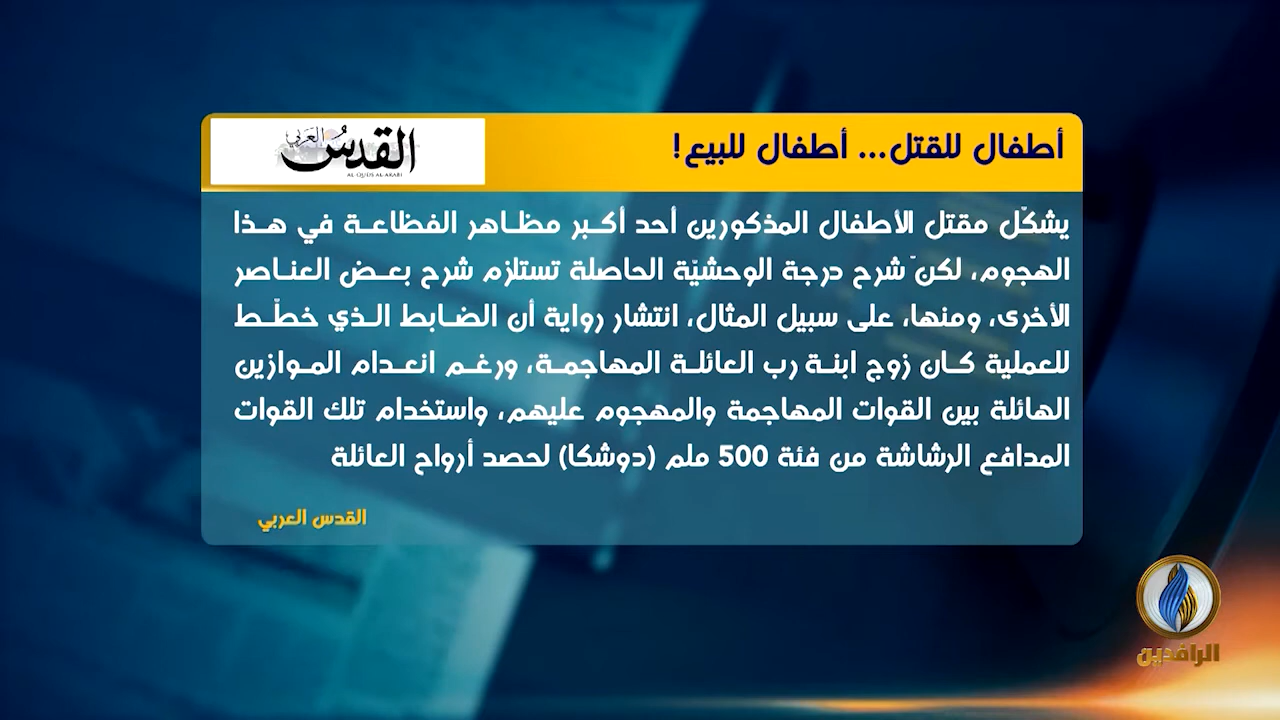 أطفال للقتل... أطفال للبيع!
القدس العربي
AL-QUDS AL-ARABI
يشكّل مقتل الأطفال المذكورين أحد أكبر مظاهر الفظاعة في هذا
الهجوم، لكنّ شرح درجة الوحشيّة الحاصلة تستلزم شرح بعض العناصر
الأخرى، ومنها، على سبيل المثال، انتشار رواية أن الضابط الذي خطّط
للعملية كان زوج ابنة رب العائلة المهاجمة، ورغم انعدام الموازين
الهائلة بين القوات المهاجمة والمهجوم عليهم، واستخدام تلك القوات
المدافع الرشاشة من فئة 500 ملم (دوشكا) لحصد أرواح العائلة
القدس العربي
الرافدين